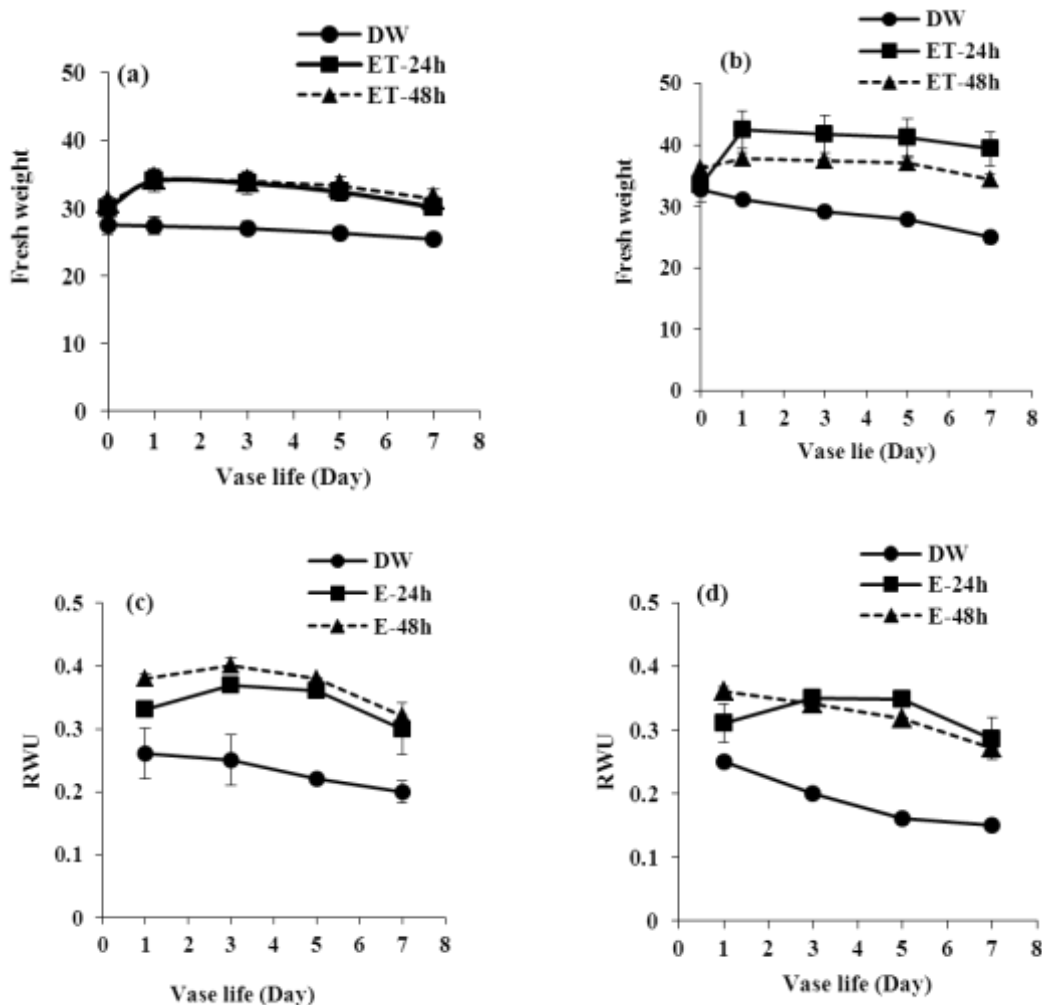 DW
ET-24h
ET-48h
(a)
50
40
30
20
10
0
Fresh weight
0 1 2 3 4 5 6 7 8
Vase life (Day)
DW
ET-24h
ET-48h
(b)
50
40
30
20
10
0
Fresh weight
0 1 2 3 4 5 6 7 8
Vase lie (Day)
DW
E-24h
E-48h
(c)
0.5
0.4
0.3
0.2
0.1
0
RWU
0 1 2 3 4 5 6 7 8
Vase life (Day)
DW
E-24h
E-48h
(d)
0.5
0.4
0.3
0.2
0.1
0
RWU
0 1 2 3 4 5 6 7 8
Vase life (Day)